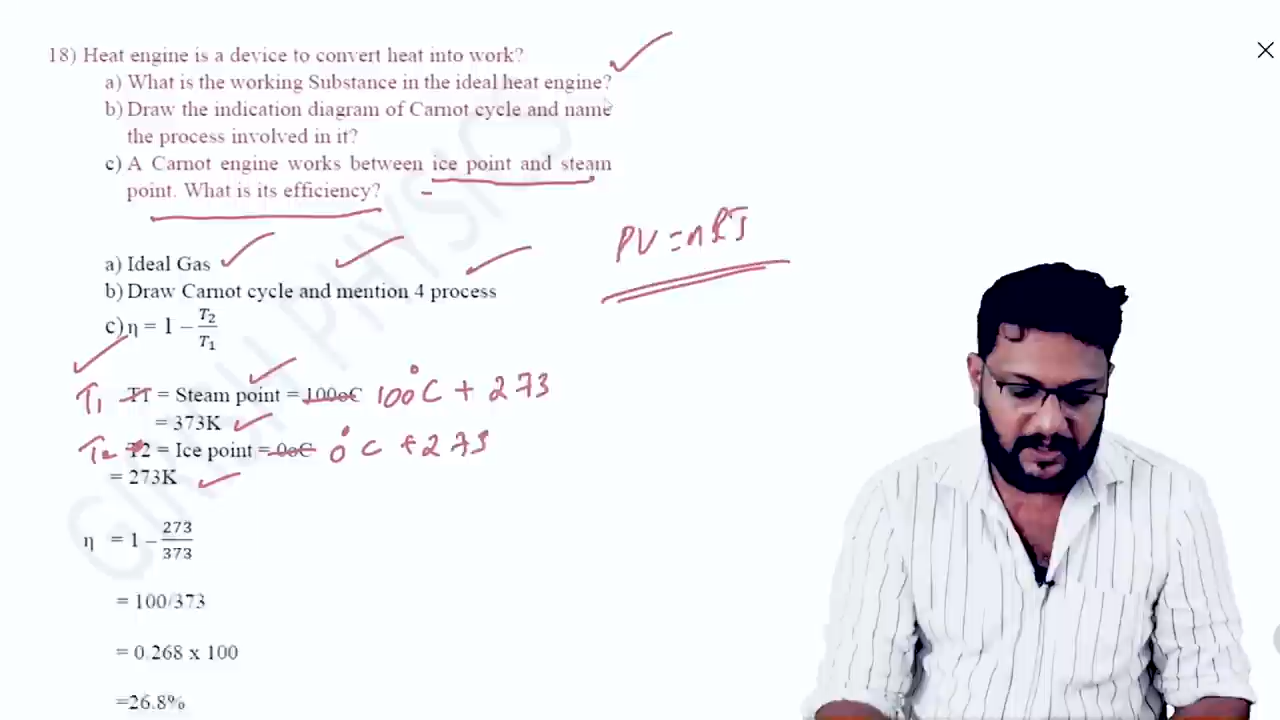 18) Heat engine is a device to convert heat into work?
a) What is the working Substance in the ideal heat engine?
b) Draw the indication diagram of Carnot cycle and name
the process involved in it?
c) A Carnot engine works between ice point and steam
point. What is its efficiency?
PV = nRT
a) Ideal Gas
b) Draw Carnot cycle and mention 4 process
c) η = 1 − T2/T1
T1 T1 = Steam point = 100oC 100°C + 273
= 373K
T2 T2 = Ice point = 0oC 0°C + 273
= 273K
η = 1 − 273/373
= 100/373
= 0.268 x 100
=26.8%
PHYSICS